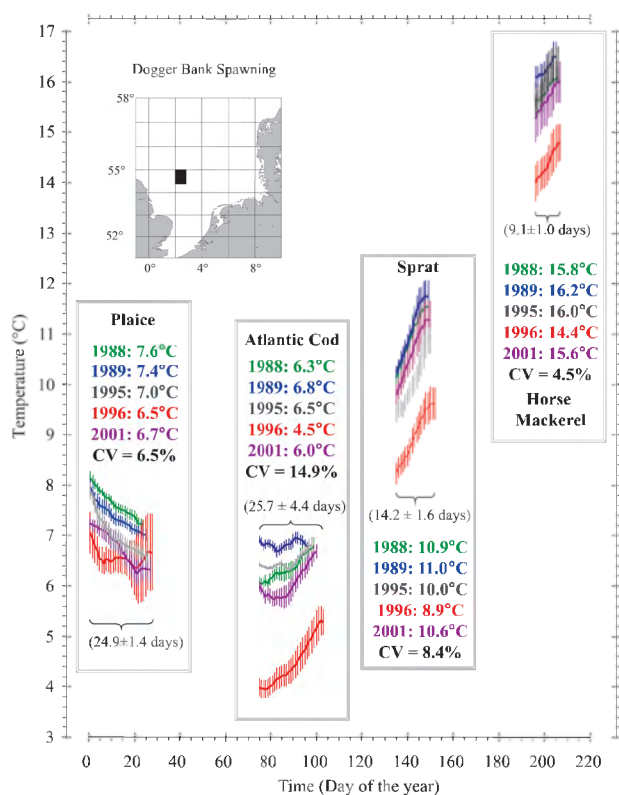 Dogger Bank Spawning
58°
55°
52°
0° 4° 8°
17
16
15
14
13
12
11
10
9
8
7
6
5
4
3
Temperature (°C)
Plaice
1988: 7.6°C
1989: 7.4°C
1995: 7.0°C
1996: 6.5°C
2001: 6.7°C
CV = 6.5%
(24.9±1.4 days)
Atlantic Cod
1988: 6.3°C
1989: 6.8°C
1995: 6.5°C
1996: 4.5°C
2001: 6.0°C
CV = 14.9%
(25.7 ± 4.4 days)
Sprat
(14.2 ± 1.6 days)
1988: 10.9°C
1989: 11.0°C
1995: 10.0°C
1996: 8.9°C
2001: 10.6°C
CV = 8.4%
(9.1±1.0 days)
1988: 15.8°C
1989: 16.2°C
1995: 16.0°C
1996: 14.4°C
2001: 15.6°C
CV = 4.5%
Horse
Mackerel
0 20 40 60 80 100 120 140 160 180 200 220
Time (Day of the year)